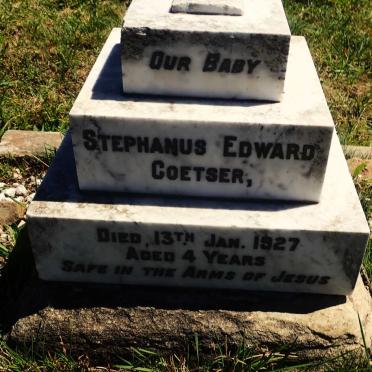 Our Baby
Stephanus Edward
Coetser,
Died, 13th Jan. 1927
Aged 4 Years
Safe in the Arms of Jesus